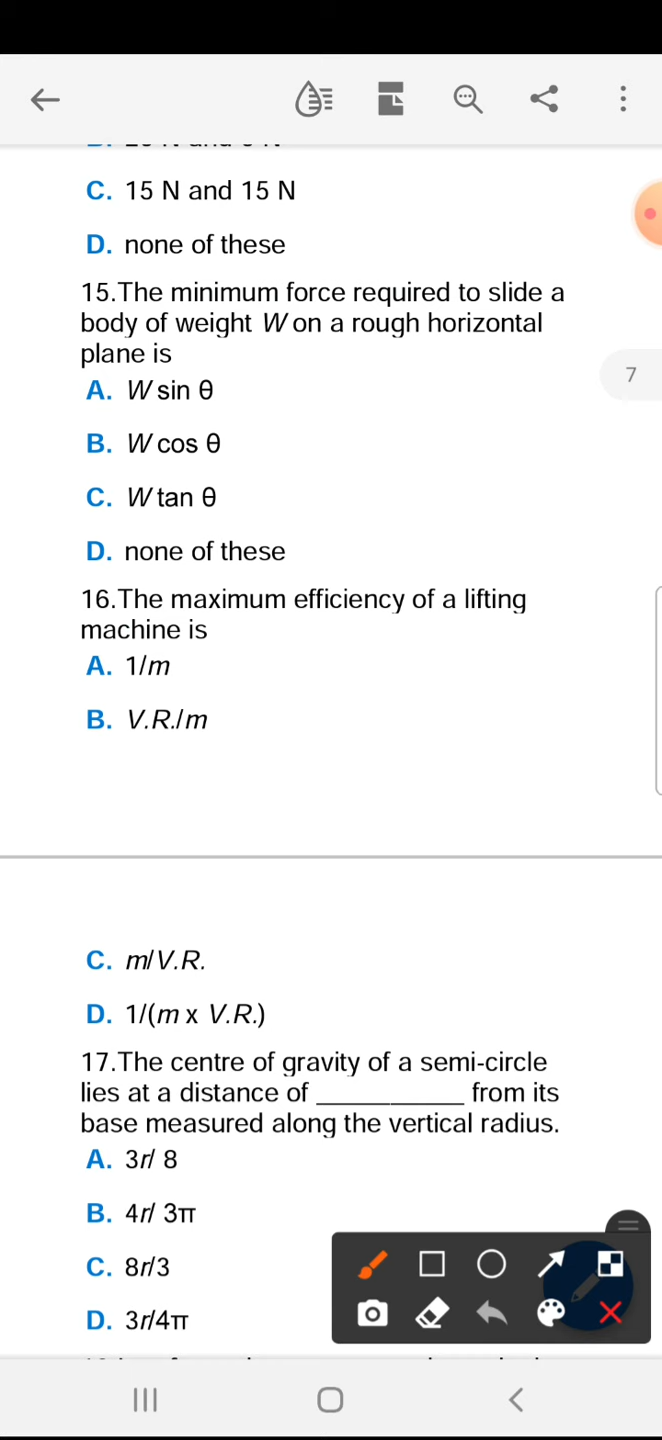 C. 15 N and 15 N
D. none of these
15.The minimum force required to slide a
body of weight W on a rough horizontal
plane is
7
A. W sin θ
B. W cos θ
C. W tan θ
D. none of these
16.The maximum efficiency of a lifting
machine is
A. 1/m
B. V.R./m
C. m/V.R.
D. 1/(m x V.R.)
17.The centre of gravity of a semi-circle
lies at a distance of __________ from its
base measured along the vertical radius.
A. 3r/ 8
B. 4r/ 3π
C. 8r/3
D. 3r/4π